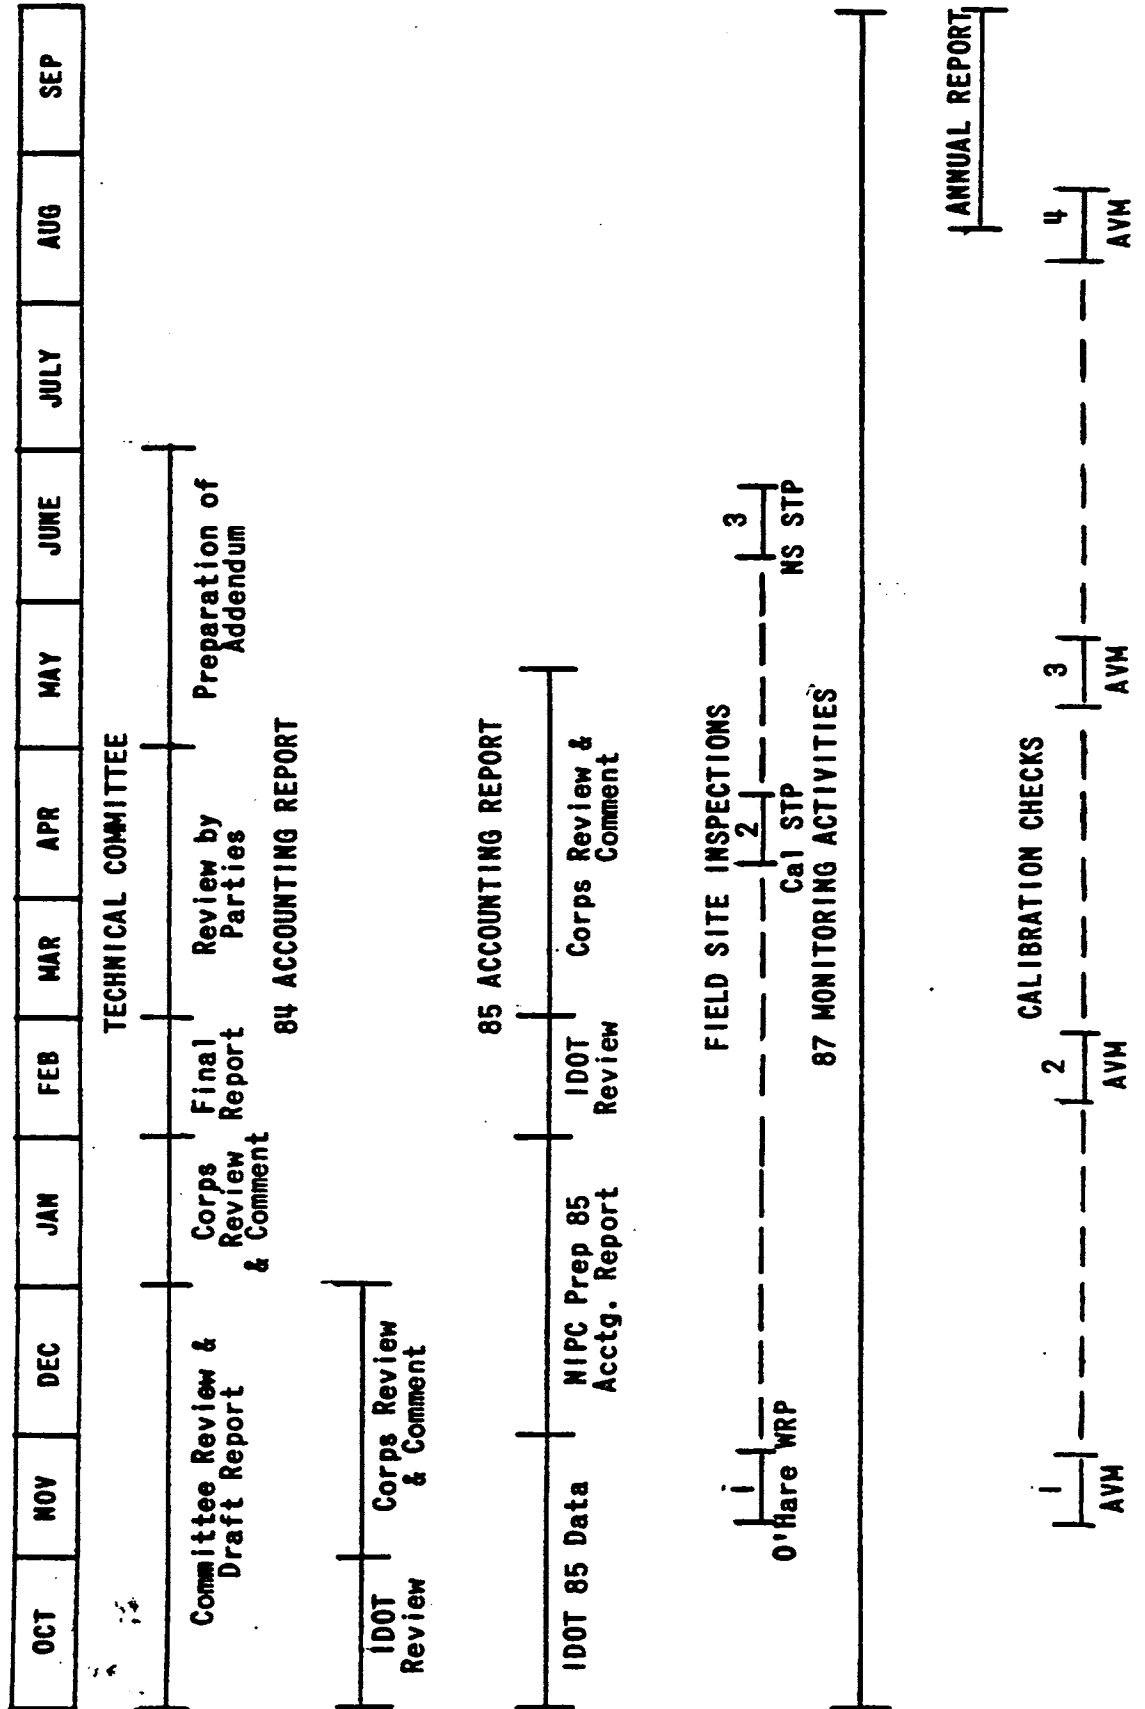 OCT NOV DEC JAN FEB MAR APR MAY JUNE JULY AUG SEP
TECHNICAL COMMITTEE
Committee Review &
Draft Report
Corps
Review
& Comment
Final
Report
Review by
Parties
Preparation of
Addendum
84 ACCOUNTING REPORT
IDOT
Review
Corps Review
& Comment
85 ACCOUNTING REPORT
IDOT 85 Data
NIPC Prep 85
Acctg. Report
IDOT
Review
Corps Review &
Comment
FIELD SITE INSPECTIONS
1
O'Hare WRP
2
Cal STP
3
NS STP
87 MONITORING ACTIVITIES
ANNUAL REPORT
CALIBRATION CHECKS
1
AVM
2
AVM
3
AVM
4
AVM